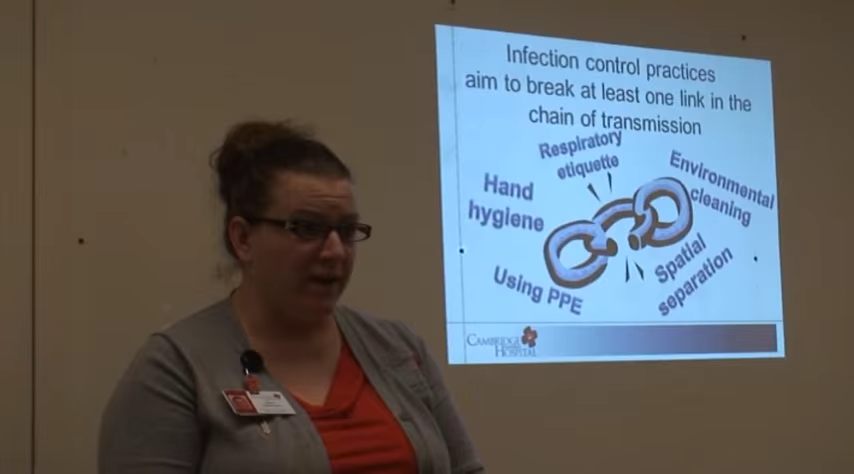 Infection control practices
aim to break at least one link in the
chain of transmission
Respiratory
etiquette
Environmental
cleaning
Hand
hygiene
Spatial
separation
Using PPE
CAMBRIDGE
HOSPITAL